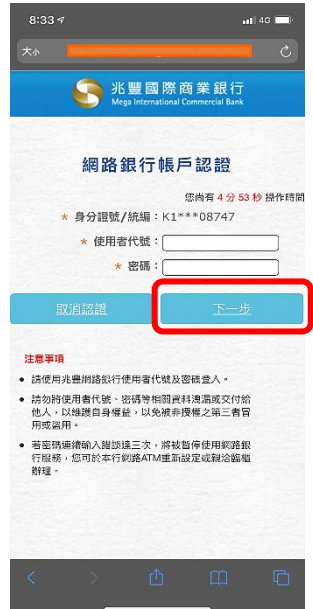 8:33
4G
大小
兆豐國際商業銀行
Mega International Commercial Bank
網路銀行帳戶認證
您尚有 4 分 53 秒 操作時間
* 身分證號/統編：K1***08747
* 使用者代號：
* 密碼：
取消認證
下一步
注意事項
• 請使用兆豐網路銀行使用者代號及密碼登入。
• 請勿將使用者代號、密碼等相關資料洩漏或交付給
他人，以維護自身權益，以免被非授權之第三者冒
用或盜用。
• 若密碼連續輸入錯誤達三次，將被暫停使用網路銀
行服務，您可於本行網路ATM重新設定或親洽臨櫃
辦理。